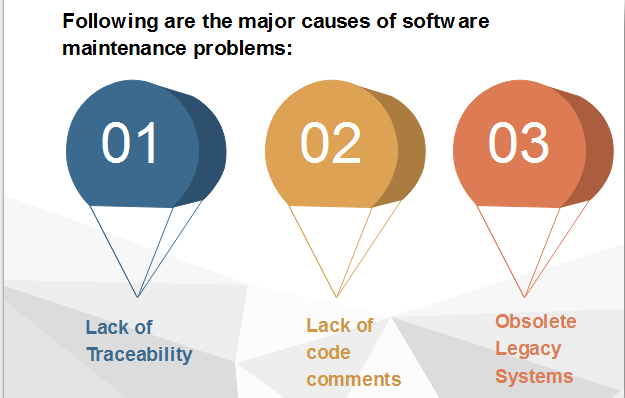 Following are the major causes of software
maintenance problems:
01
02
03
Lack of
Traceability
Lack of
code
comments
Obsolete
Legacy
Systems